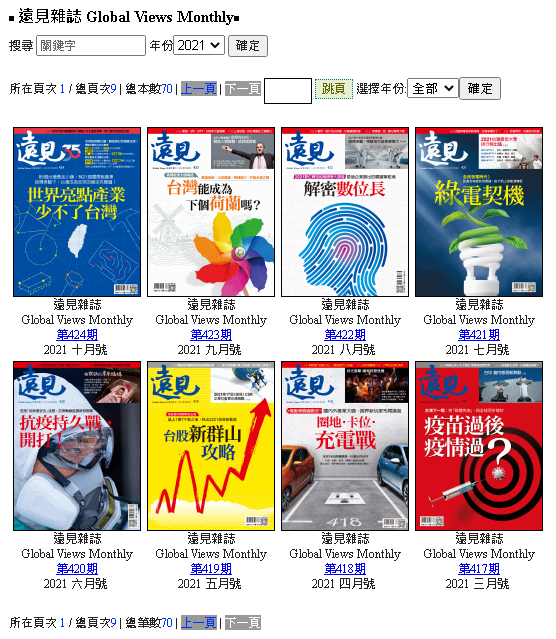 ▪ 遠見雜誌 Global Views Monthly▪
搜尋 關鍵字 年份 2021 確定
所在頁次 1 / 總頁次9 | 總本數70 | 上一頁 | 下一頁 跳頁 選擇年份: 全部 確定
遠見 35
世界亮點產業
少不了台灣
遠見雜誌
Global Views Monthly
第424期
2021 十月號
遠見
台灣能成為
下個荷蘭嗎?
遠見雜誌
Global Views Monthly
第423期
2021 九月號
遠見
解密數位長
遠見雜誌
Global Views Monthly
第422期
2021 八月號
遠見
綠電契機
遠見雜誌
Global Views Monthly
第421期
2021 七月號
遠見
抗疫持久戰,
開打!
遠見雜誌
Global Views Monthly
第420期
2021 六月號
遠見
台股新群山
攻略
遠見雜誌
Global Views Monthly
第419期
2021 五月號
遠見
圈地·卡位·
充電戰
418
遠見雜誌
Global Views Monthly
第418期
2021 四月號
遠見
疫苗過後
疫情過?
遠見雜誌
Global Views Monthly
第417期
2021 三月號
所在頁次 1 / 總頁次9 | 總筆數70 | 上一頁 | 下一頁